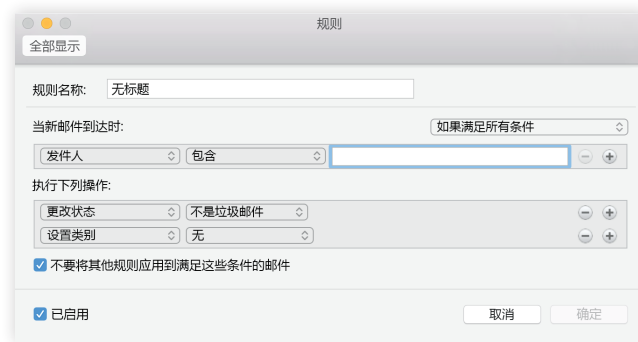 规则
全部显示
规则名称: 无标题
当新邮件到达时: 如果满足所有条件
发件人 包含
执行下列操作:
更改状态 不是垃圾邮件
设置类别 无
不要将其他规则应用到满足这些条件的邮件
已启用 取消 确定